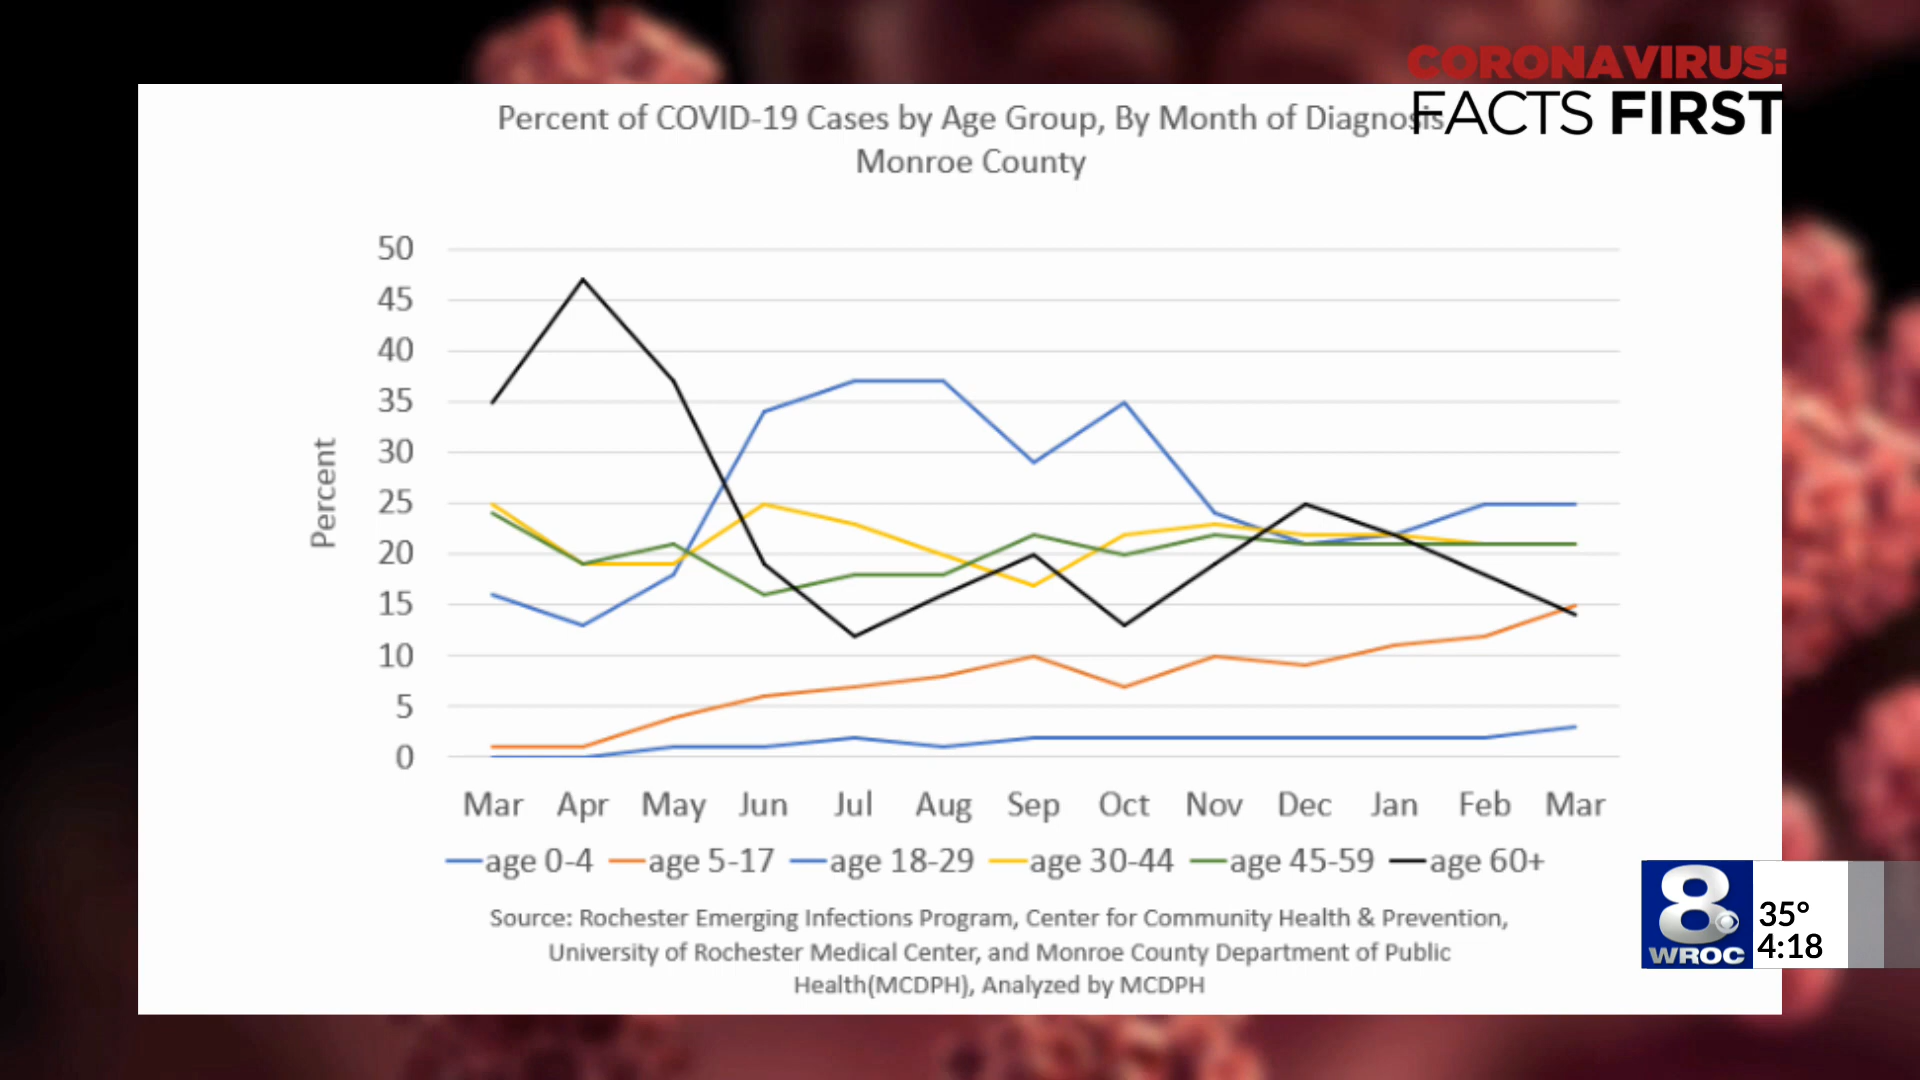 CORONAVIRUS:
FACTS FIRST
Percent of COVID-19 Cases by Age Group, By Month of Diagnosis
Monroe County
50
45
40
35
30
25
20
15
10
5
0
Percent
Mar Apr May Jun Jul Aug Sep Oct Nov Dec Jan Feb Mar
age 0-4 age 5-17 age 18-29 age 30-44 age 45-59 age 60+
Source: Rochester Emerging Infections Program, Center for Community Health & Prevention,
University of Rochester Medical Center, and Monroe County Department of Public
Health(MCDPH), Analyzed by MCDPH
8
WROC
35°
4:18